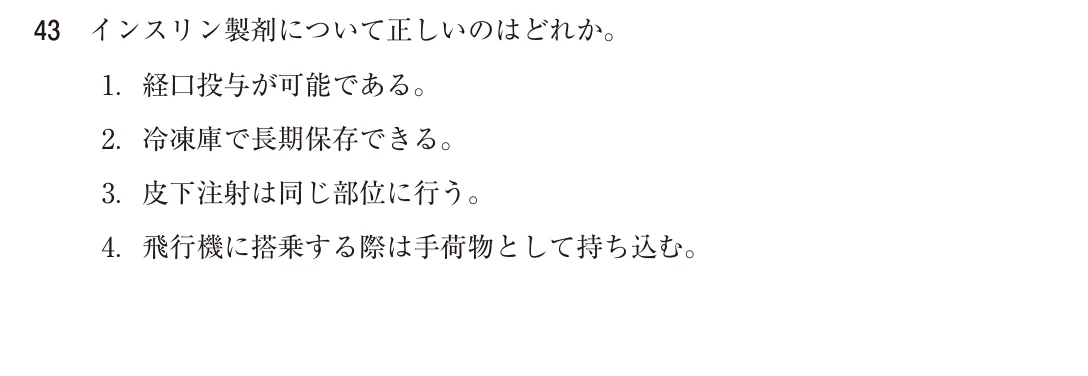 43 インスリン製剤について正しいのはどれか。
1. 経口投与が可能である。
2. 冷凍庫で長期保存できる。
3. 皮下注射は同じ部位に行う。
4. 飛行機に搭乗する際は手荷物として持ち込む。